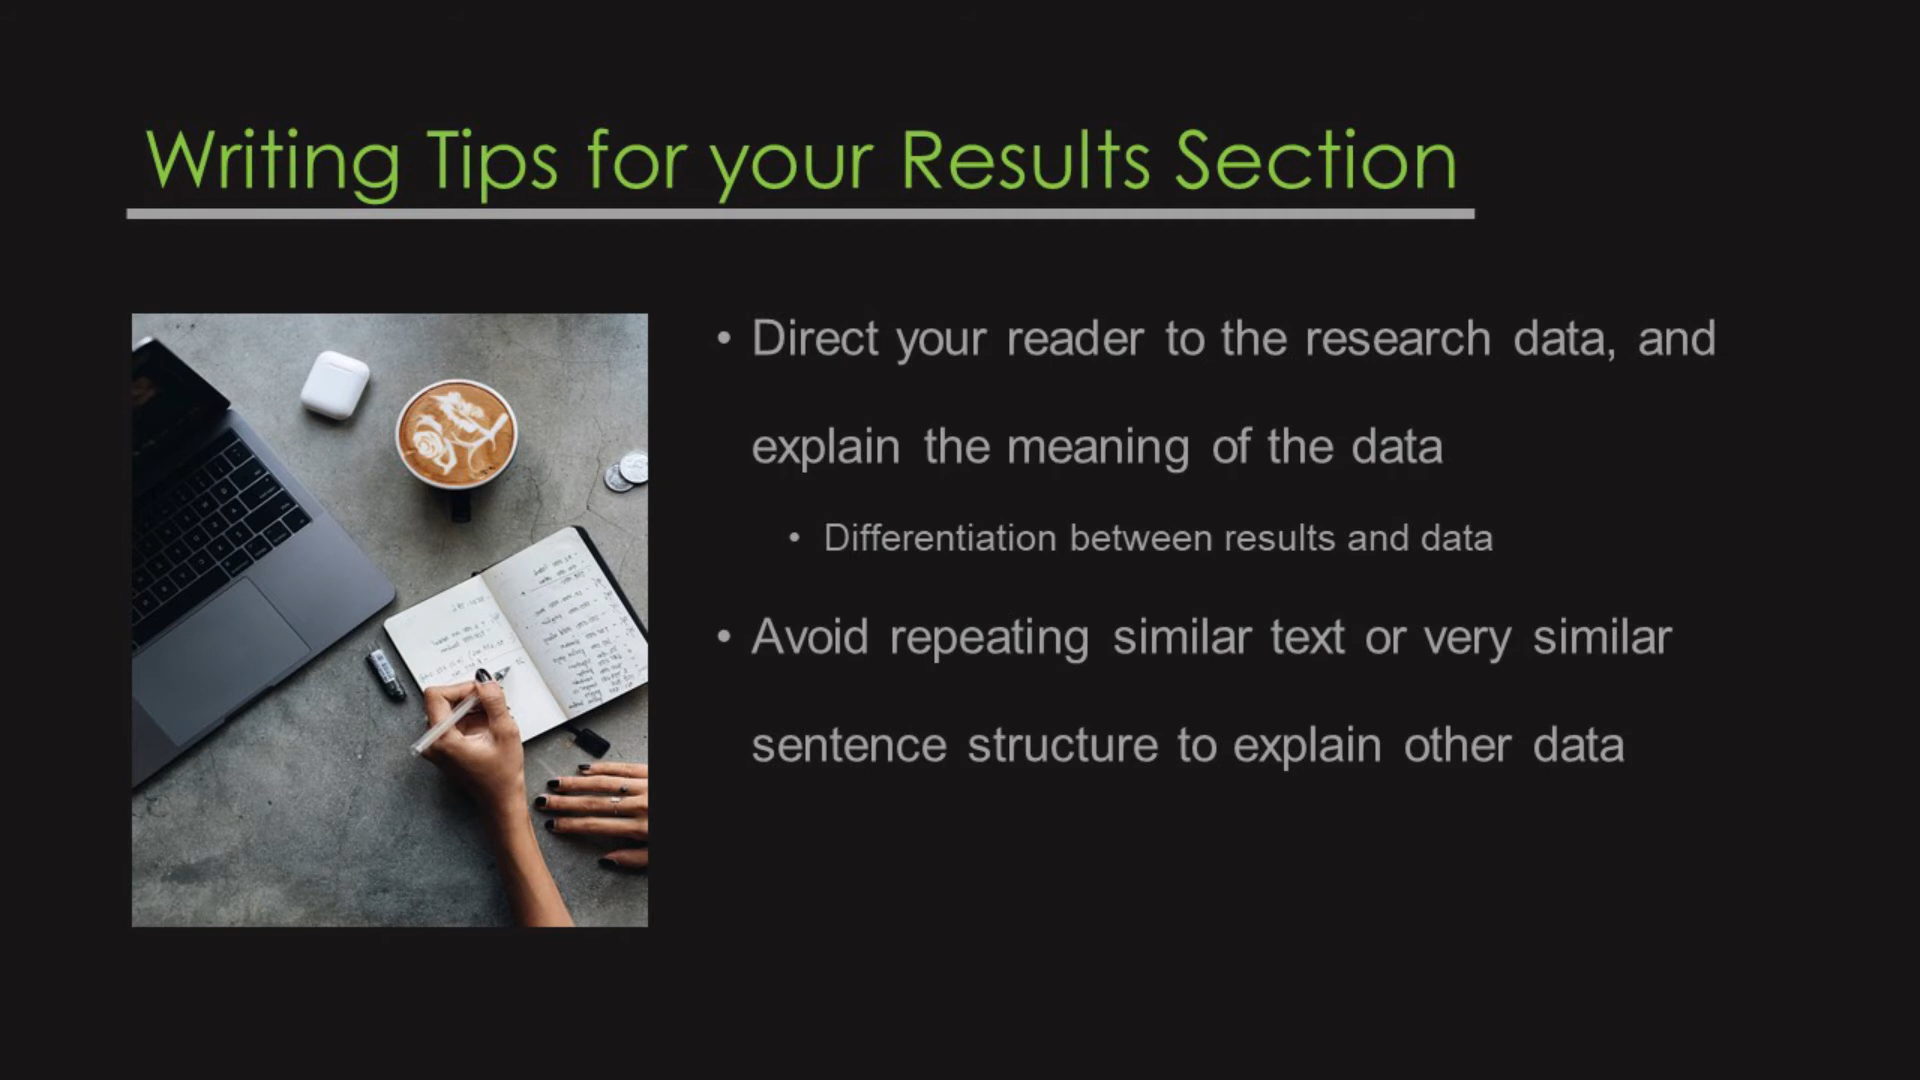 Writing Tips for your Results Section
• Direct your reader to the research data, and
explain the meaning of the data
• Differentiation between results and data
• Avoid repeating similar text or very similar
sentence structure to explain other data